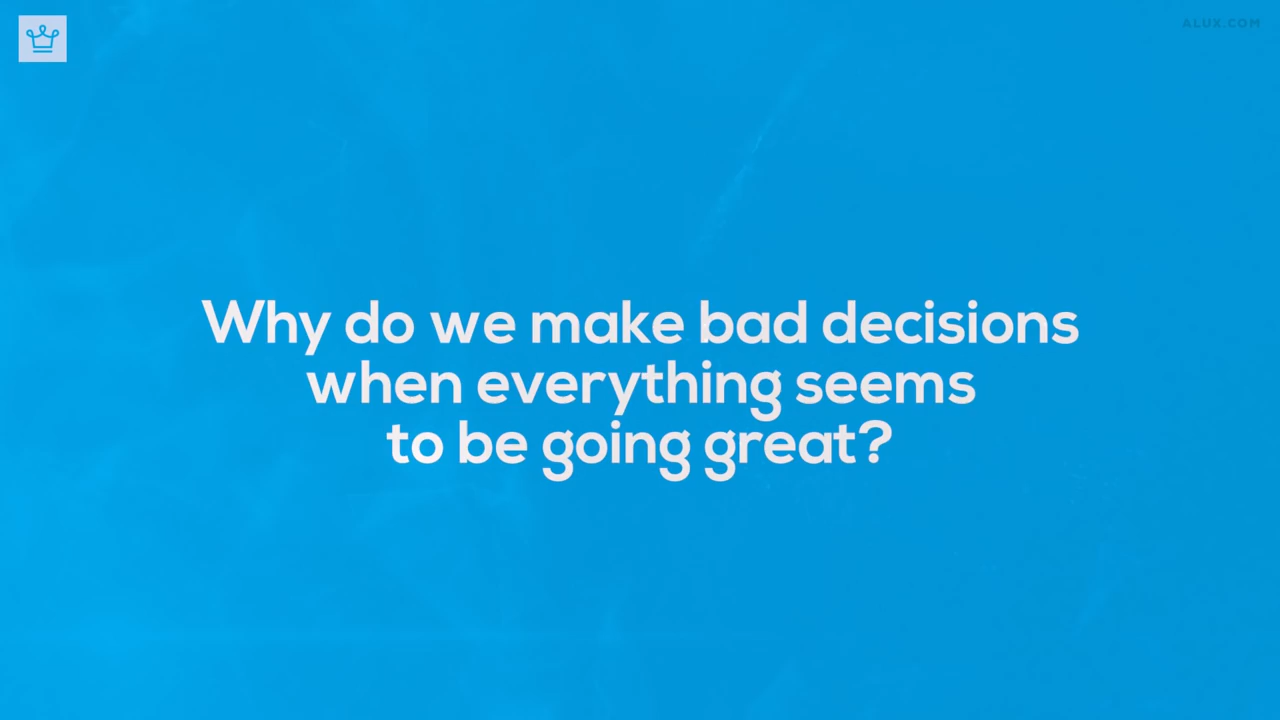 ALUX.COM
Why do we make bad decisions
when everything seems
to be going great?